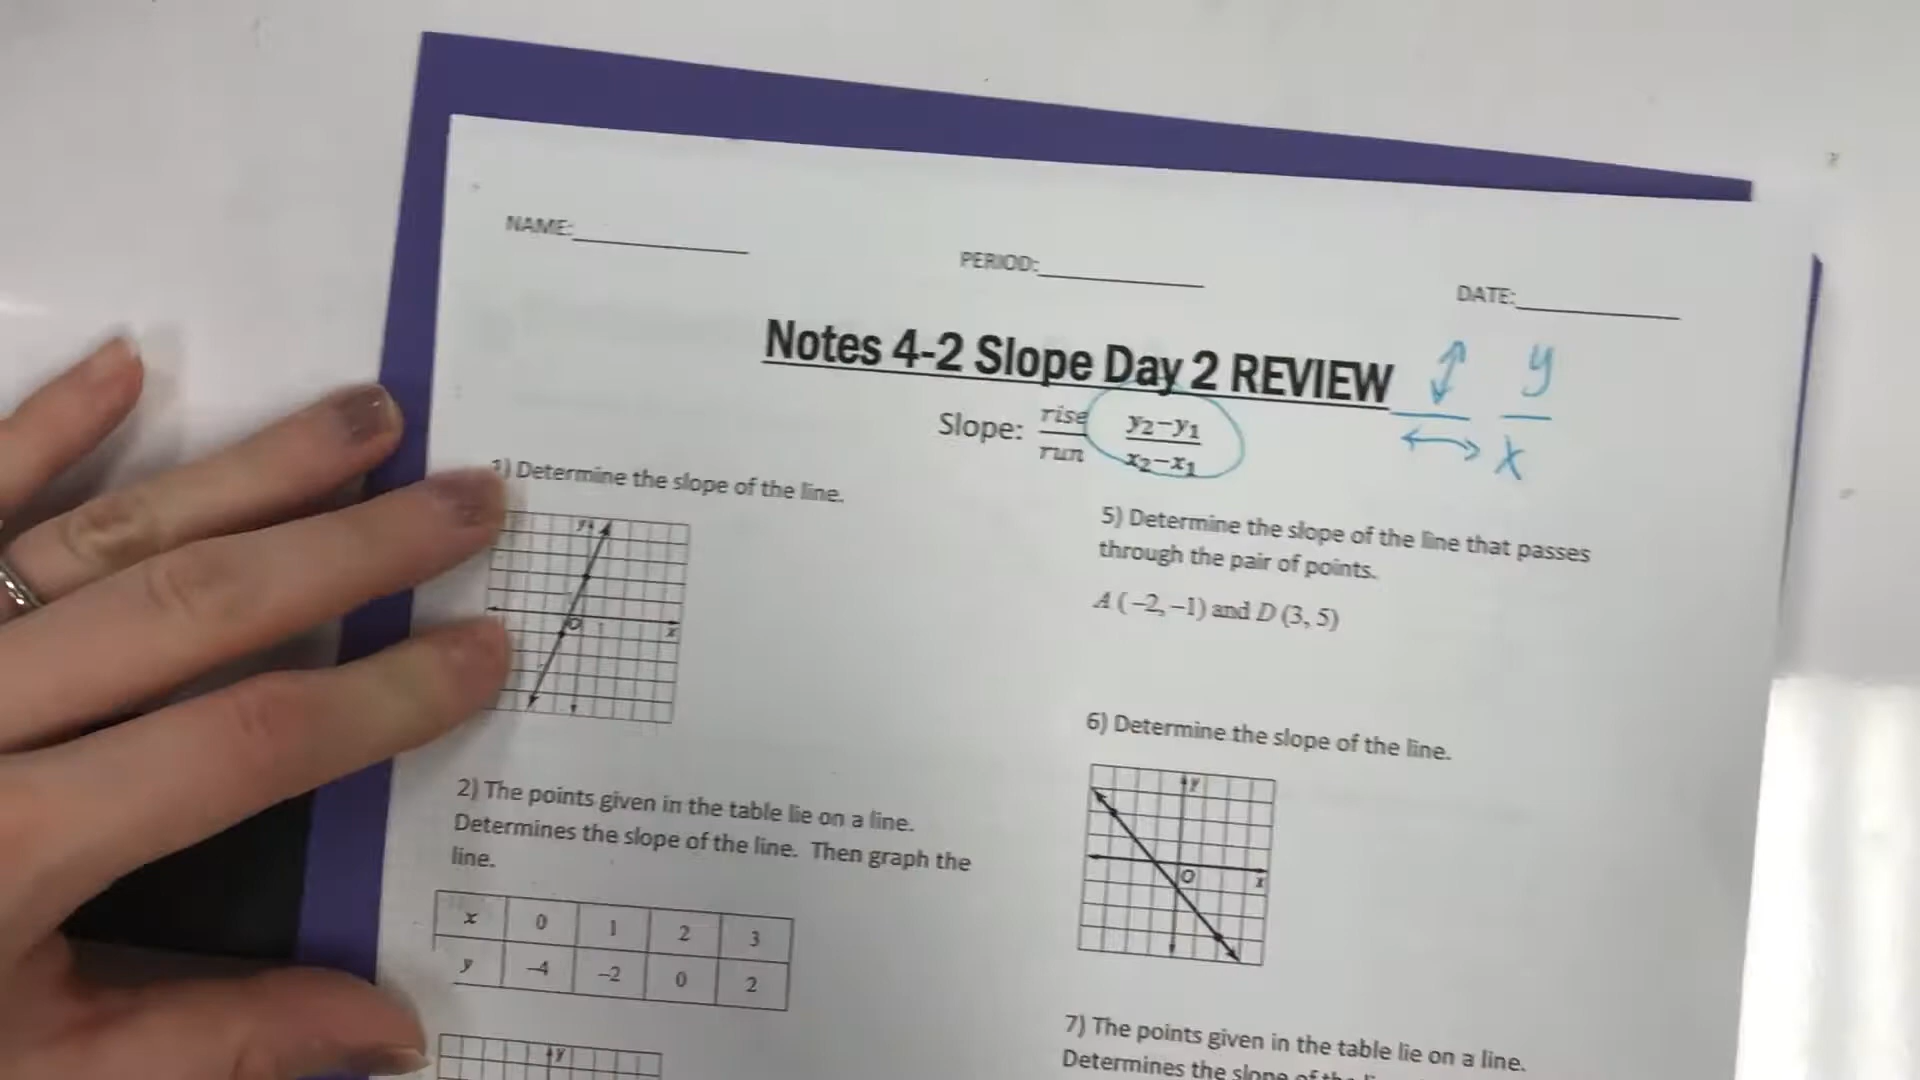 NAME:
PERIOD:
DATE:
Notes 4-2 Slope Day 2 REVIEW
y
x
Slope: rise/run y₂−y₁/x₂−x₁
1) Determine the slope of the line.
y
O
x
2) The points given in the table lie on a line.
Determines the slope of the line. Then graph the
line.
x 0 1 2 3
y −4 −2 0 2
y
5) Determine the slope of the line that passes
through the pair of points.
A (−2, −1) and D (3, 5)
6) Determine the slope of the line.
y
O
x
7) The points given in the table lie on a line.
Determines the slope of